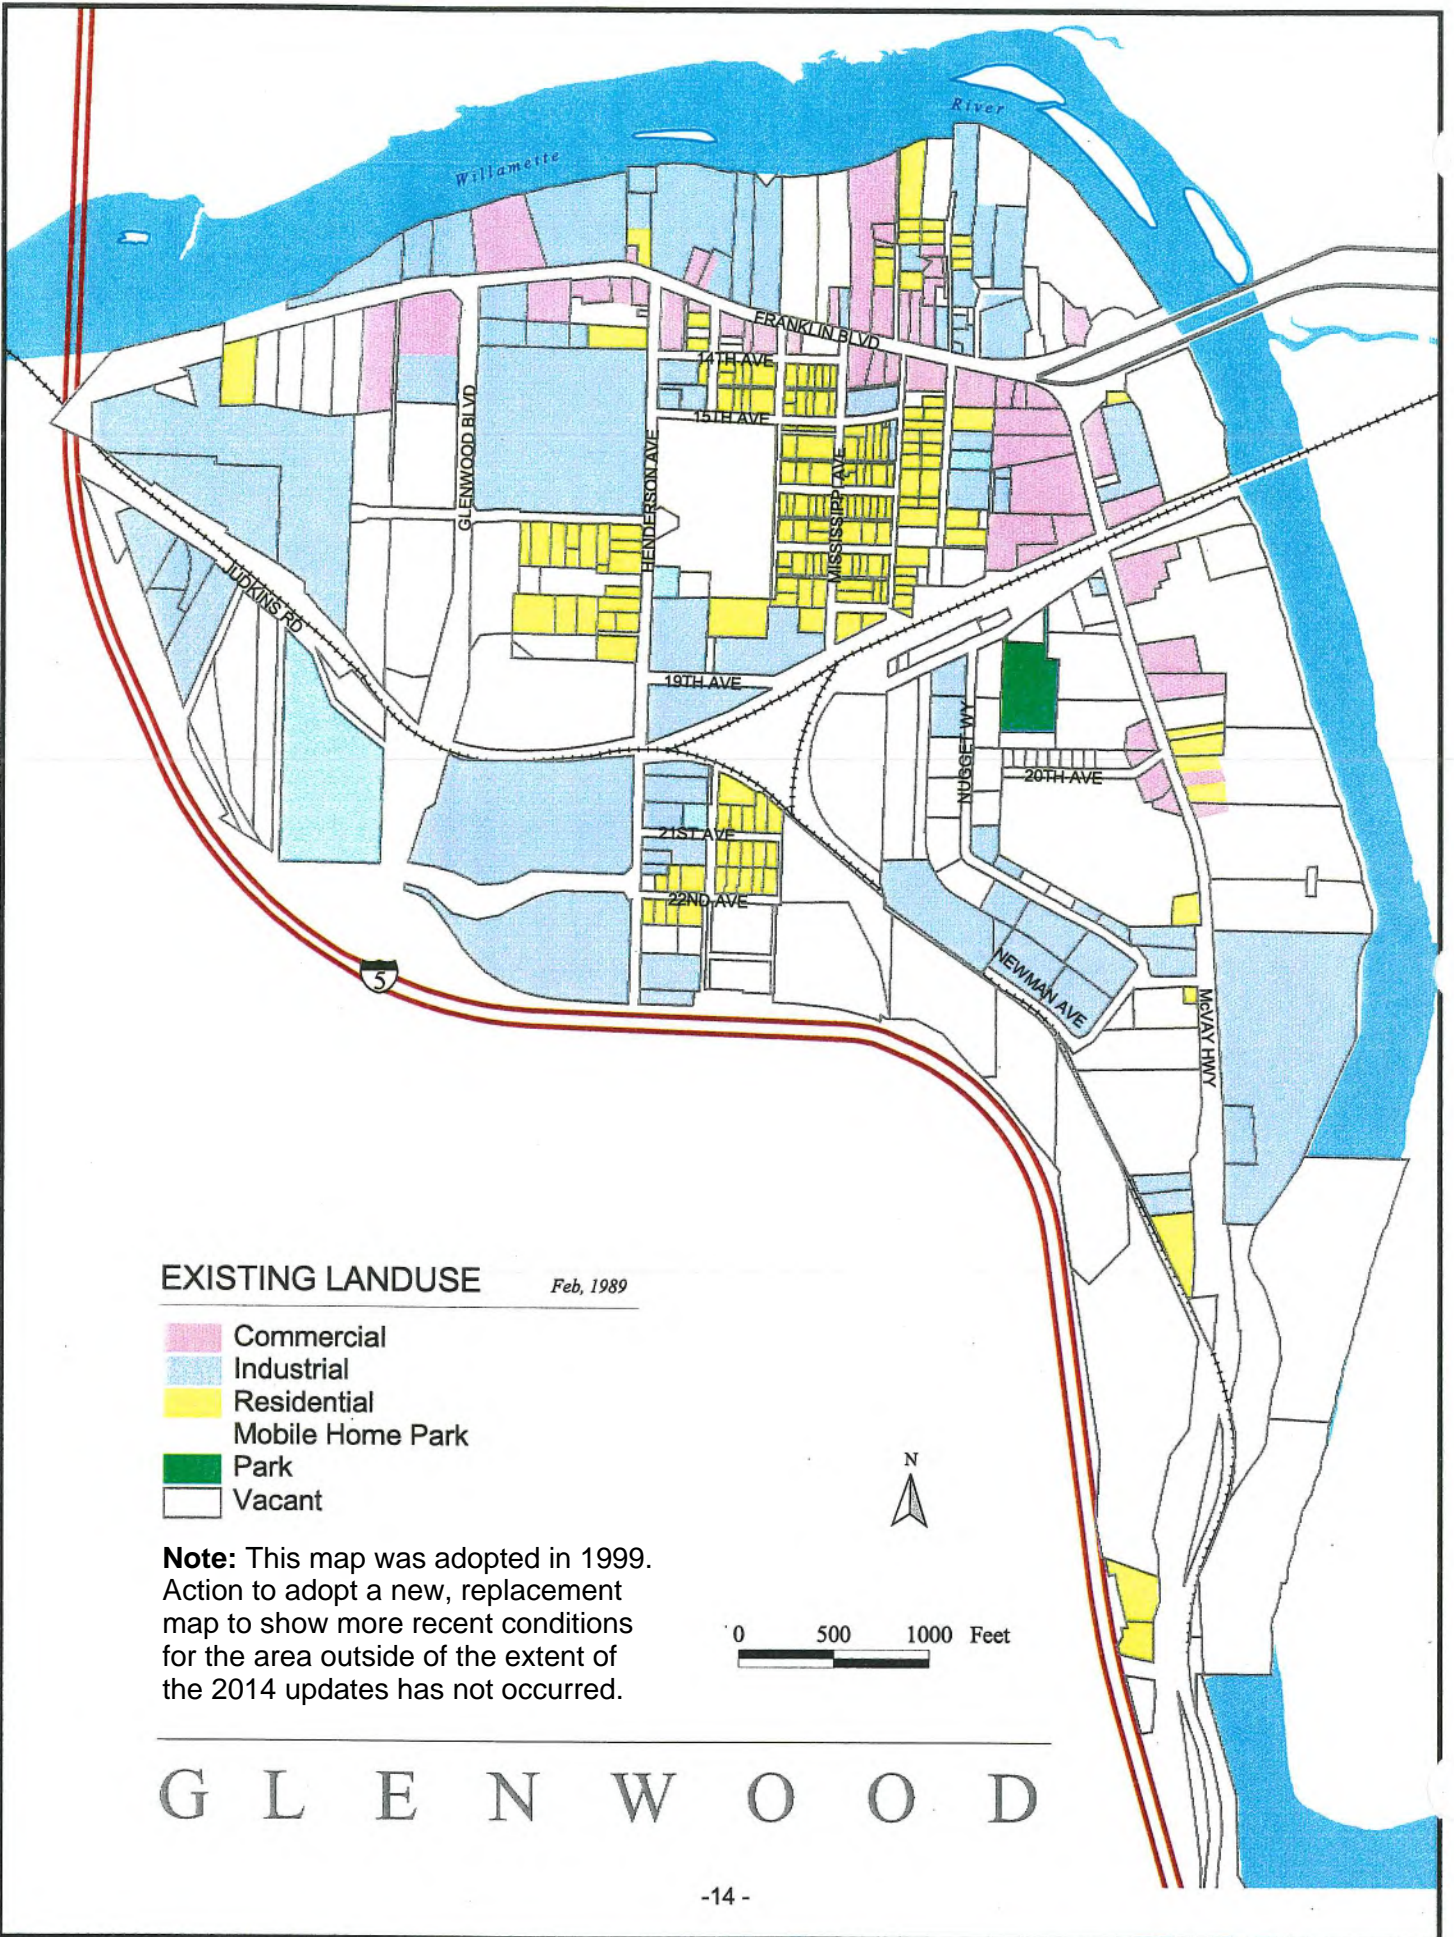 River
Willamette
FRANKLIN BLVD
14TH AVE
15TH AVE
GLENWOOD BLVD
HENDERSON AVE
MISSISSIPPI AVE
JUDKINS RD
19TH AVE
NUGGET WY
20TH AVE
21ST AVE
22ND AVE
5
NEWMAN AVE
McVAY HWY
EXISTING LANDUSE Feb, 1989
Commercial
Industrial
Residential
Mobile Home Park
Park
Vacant
N
Note: This map was adopted in 1999.
Action to adopt a new, replacement
map to show more recent conditions
for the area outside of the extent of
the 2014 updates has not occurred.
0 500 1000 Feet
GLENWOOD
-14 -